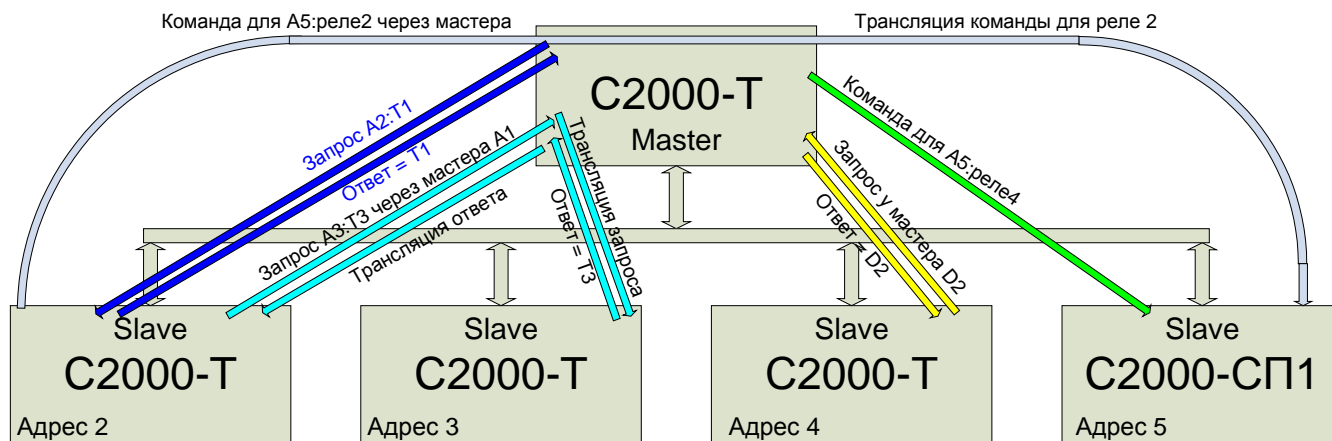 Команда для А5:реле2 через мастера
Трансляция команды для реле 2
С2000-Т
Master
Запрос А2:Т1
Ответ = Т1
Запрос А3:Т3 через мастера А1
Трансляция ответа
Трансляция запроса
Ответ = Т3
Запрос у мастера D2
Ответ = D2
Команда для А5:реле4
Slave
С2000-Т
Адрес 2
Slave
С2000-Т
Адрес 3
Slave
С2000-Т
Адрес 4
Slave
С2000-СП1
Адрес 5